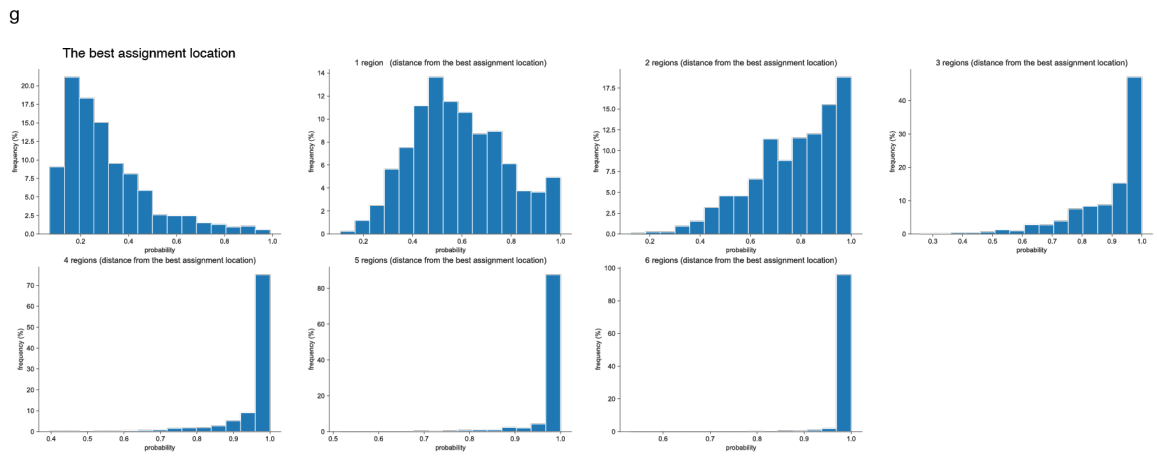 g
The best assignment location
frequency (%)
20.0
17.5
15.0
12.5
10.0
7.5
5.0
2.5
0.0
0.2 0.4 0.6 0.8 1.0
probability
1 region (distance from the best assignment location)
frequency (%)
14
12
10
8
6
4
2
0
0.2 0.4 0.6 0.8 1.0
probability
2 regions (distance from the best assignment location)
frequency (%)
17.5
15.0
12.5
10.0
7.5
5.0
2.5
0.0
0.2 0.4 0.6 0.8 1.0
probability
3 regions (distance from the best assignment location)
frequency (%)
40
30
20
10
0
0.3 0.4 0.5 0.6 0.7 0.8 0.9 1.0
probability
4 regions (distance from the best assignment location)
frequency (%)
70
60
50
40
30
20
10
0
0.4 0.5 0.6 0.7 0.8 0.9 1.0
probability
5 regions (distance from the best assignment location)
frequency (%)
80
60
40
20
0
0.5 0.6 0.7 0.8 0.9 1.0
probability
6 regions (distance from the best assignment location)
frequency (%)
100
80
60
40
20
0
0.6 0.7 0.8 0.9 1.0
probability